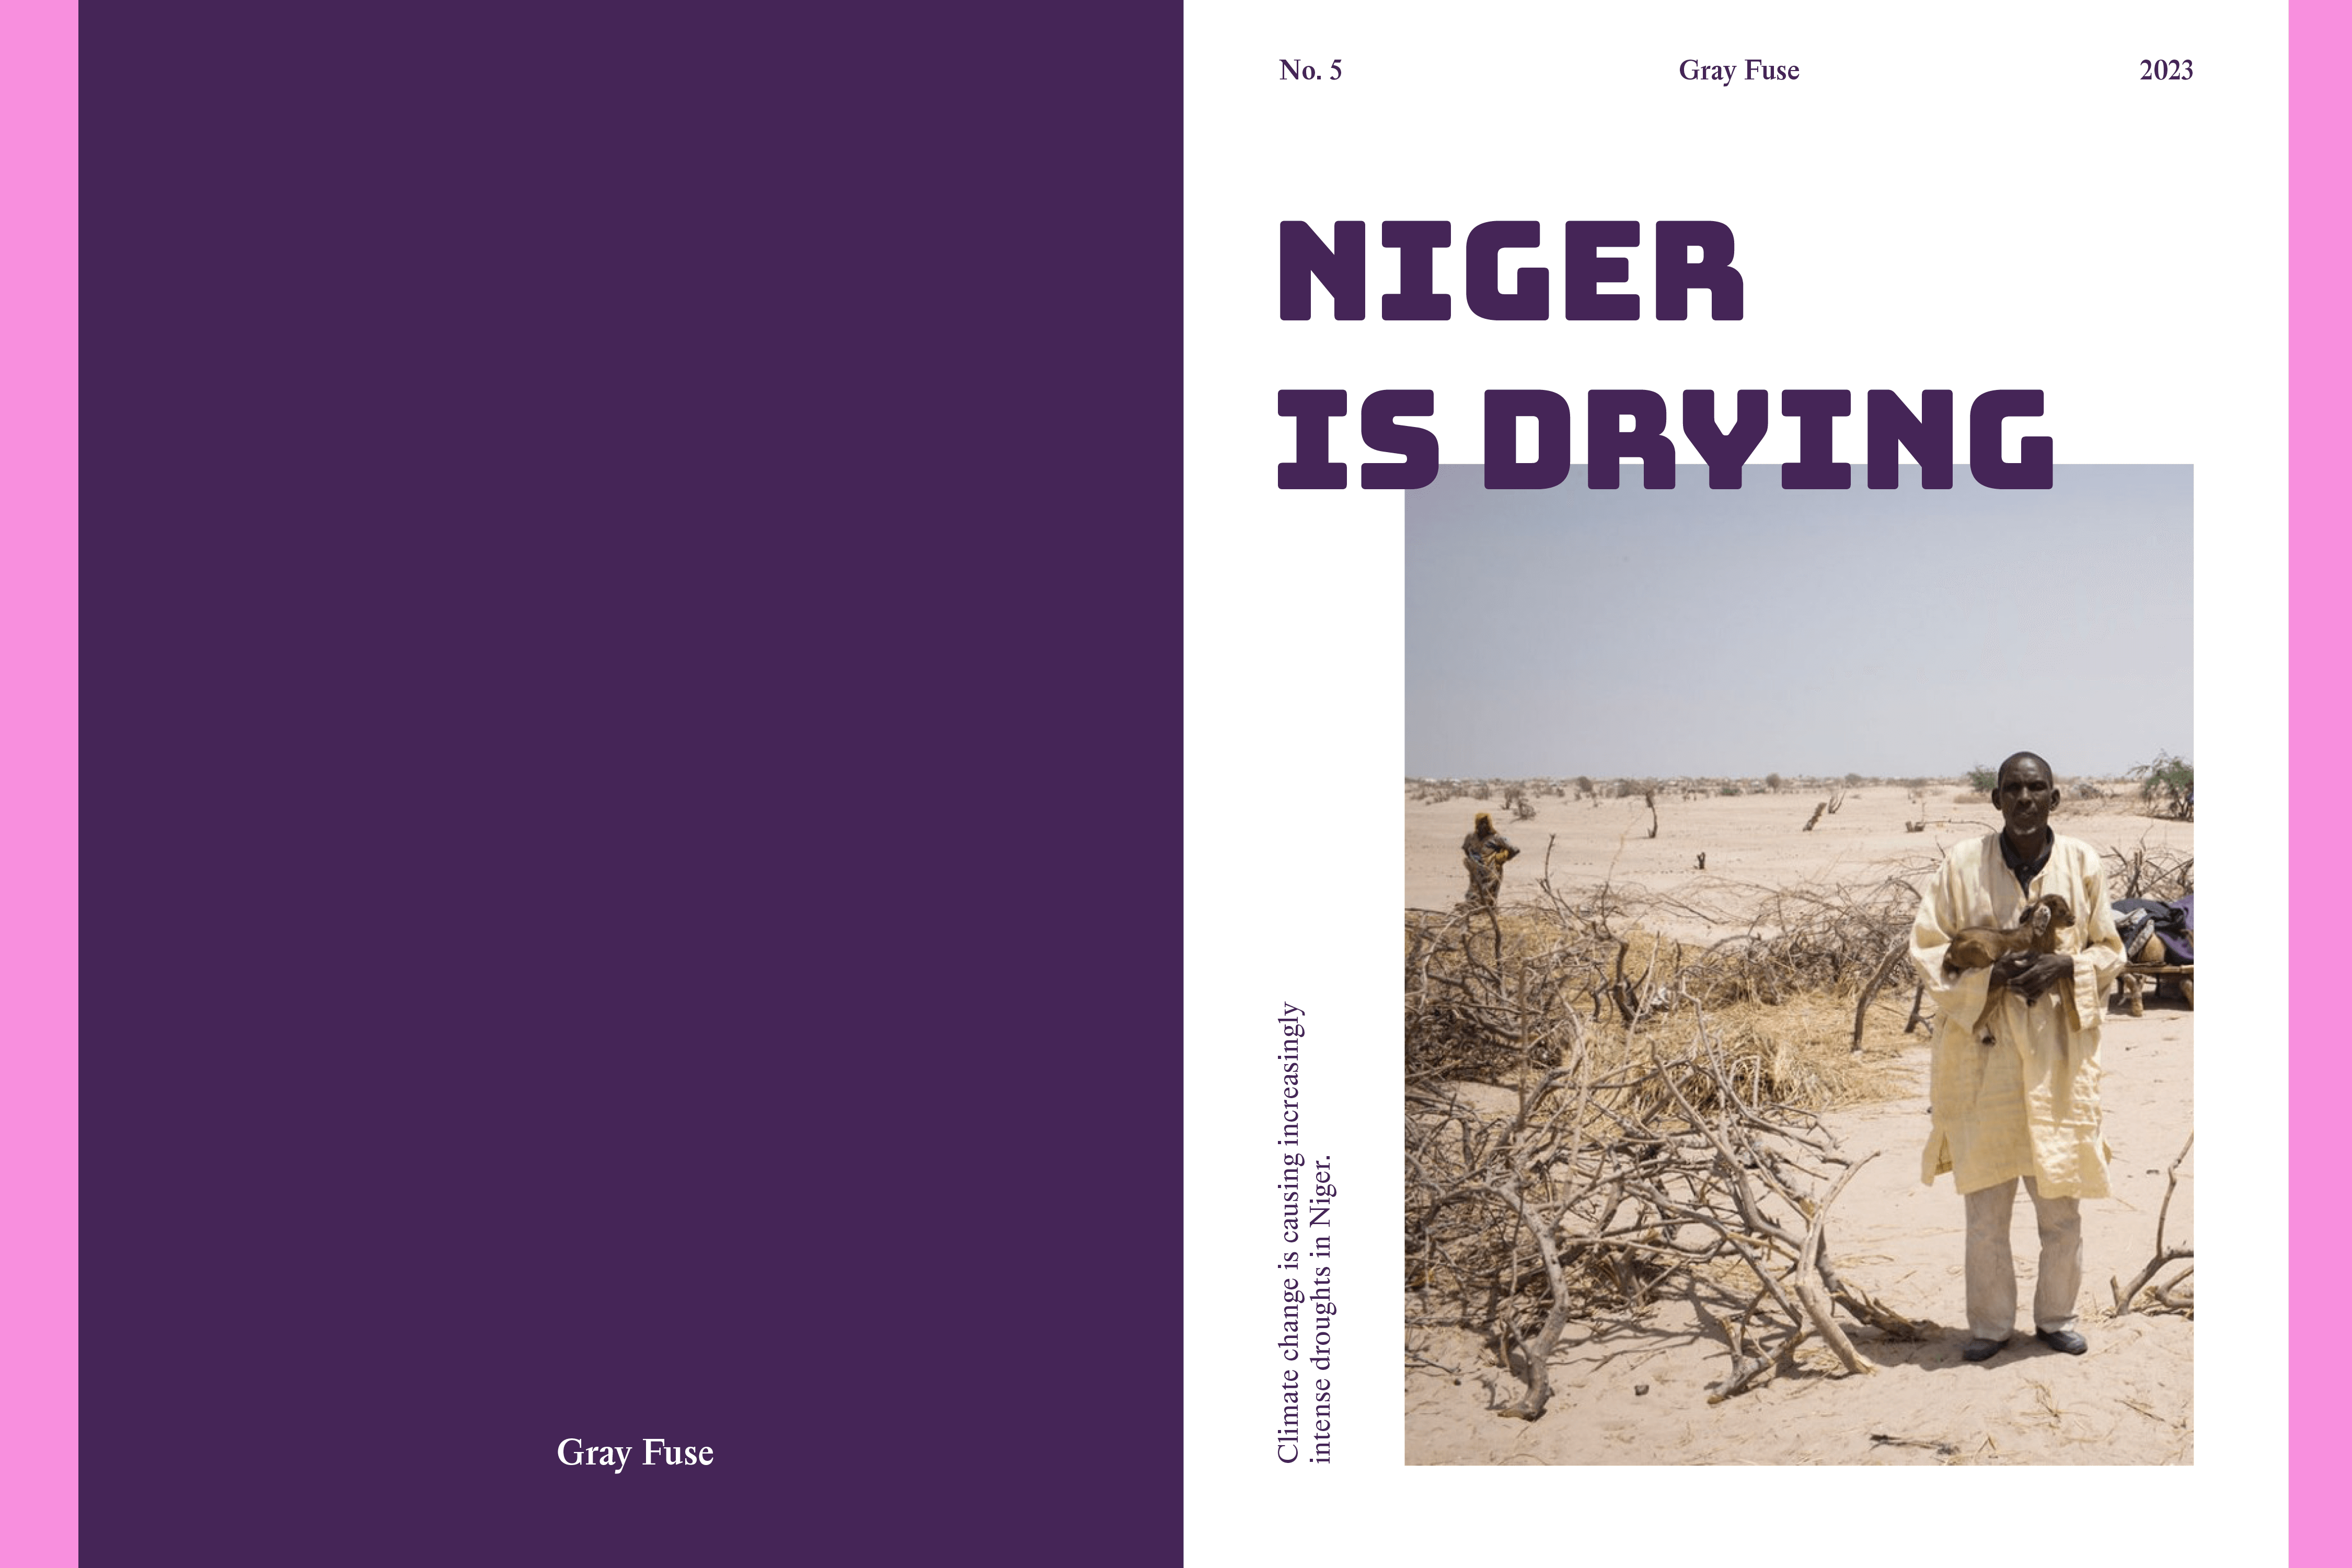 Gray Fuse
No. 5
Gray Fuse
2023
NIGER
IS DRYING
Climate change is causing increasingly
intense droughts in Niger.